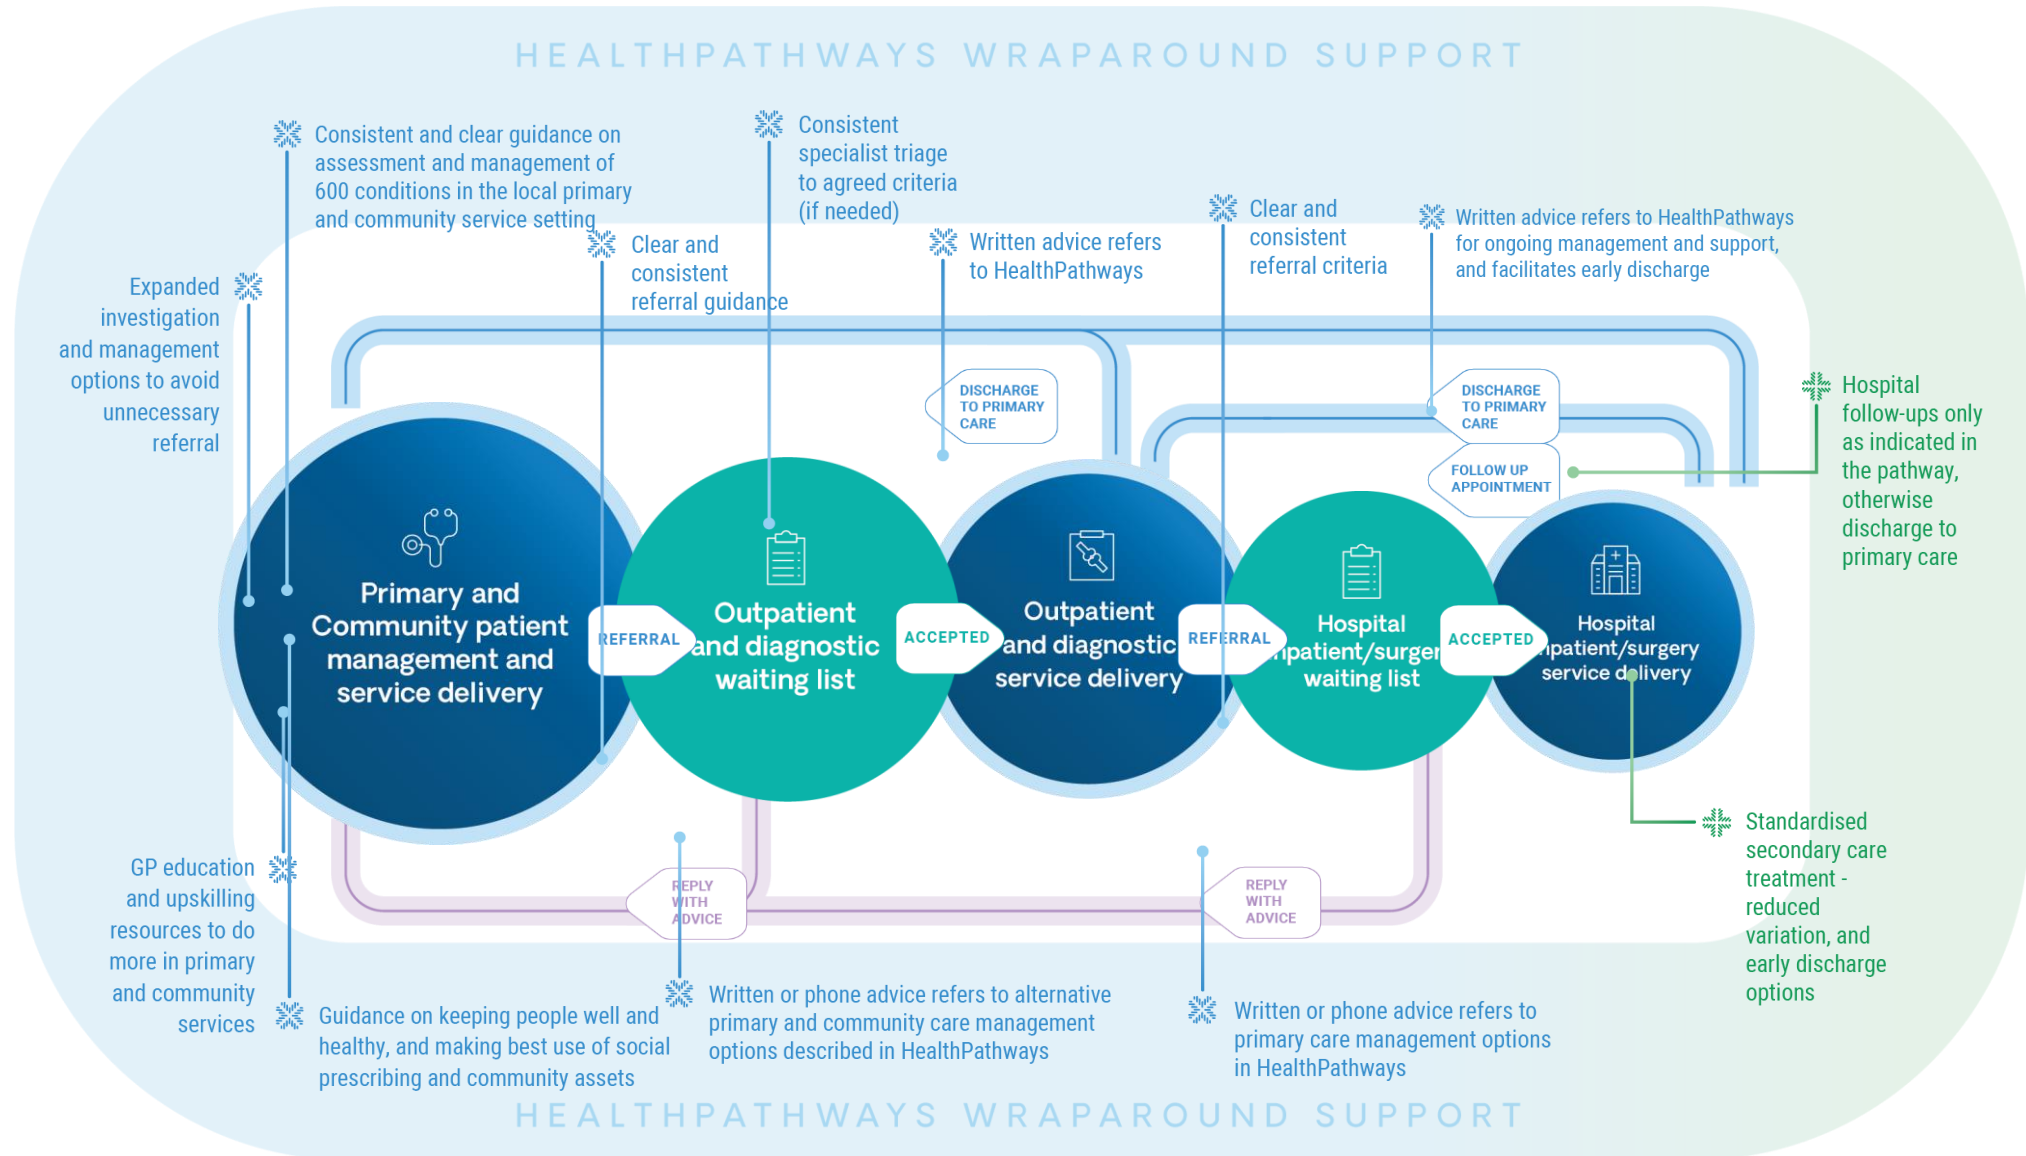 HEALTHPATHWAYS WRAPAROUND SUPPORT
Consistent and clear guidance on
assessment and management of
600 conditions in the local primary
and community service setting
Consistent
specialist triage
to agreed criteria
(if needed)
Clear and
consistent
referral guidance
Written advice refers
to HealthPathways
Clear and
consistent
referral criteria
Written advice refers to HealthPathways
for ongoing management and support,
and facilitates early discharge
Expanded
investigation
and management
options to avoid
unnecessary
referral
DISCHARGE
TO PRIMARY
CARE
DISCHARGE
TO PRIMARY
CARE
FOLLOW UP
APPOINTMENT
Hospital
follow-ups only
as indicated in
the pathway,
otherwise
discharge to
primary care
Primary and
Community patient
management and
service delivery
REFERRAL
Outpatient
and diagnostic
waiting list
ACCEPTED
Outpatient
and diagnostic
service delivery
REFERRAL
Hospital
npatient/surger
waiting list
ACCEPTED
Hospital
npatient/surgery
service delivery
REPLY
WITH
ADVICE
REPLY
WITH
ADVICE
GP education
and upskilling
resources to do
more in primary
and community
services
Guidance on keeping people well and
healthy, and making best use of social
prescribing and community assets
Written or phone advice refers to alternative
primary and community care management
options described in HealthPathways
Written or phone advice refers to
primary care management options
in HealthPathways
Standardised
secondary care
treatment -
reduced
variation, and
early discharge
options
HEALTHPATHWAYS WRAPAROUND SUPPORT